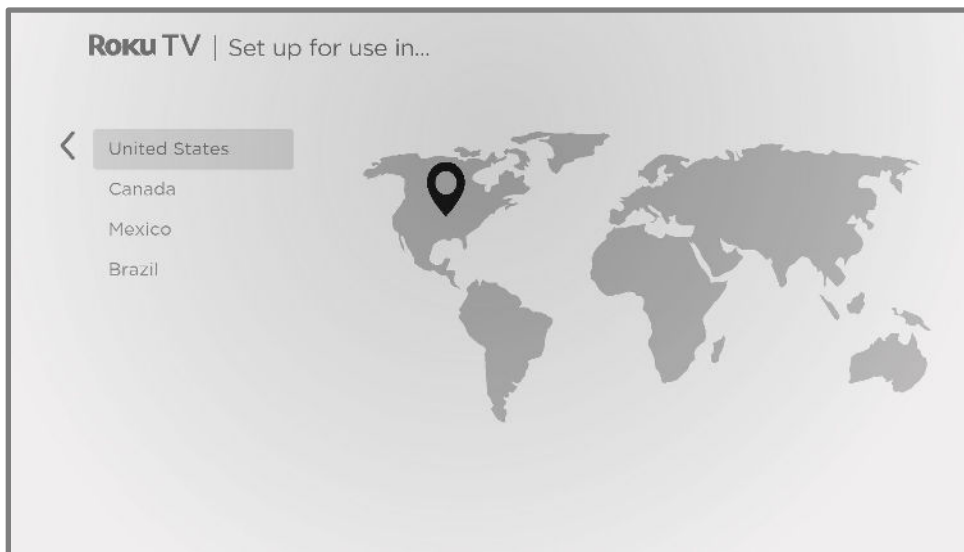 Roku TV | Set up for use in...
United States
Canada
Mexico
Brazil